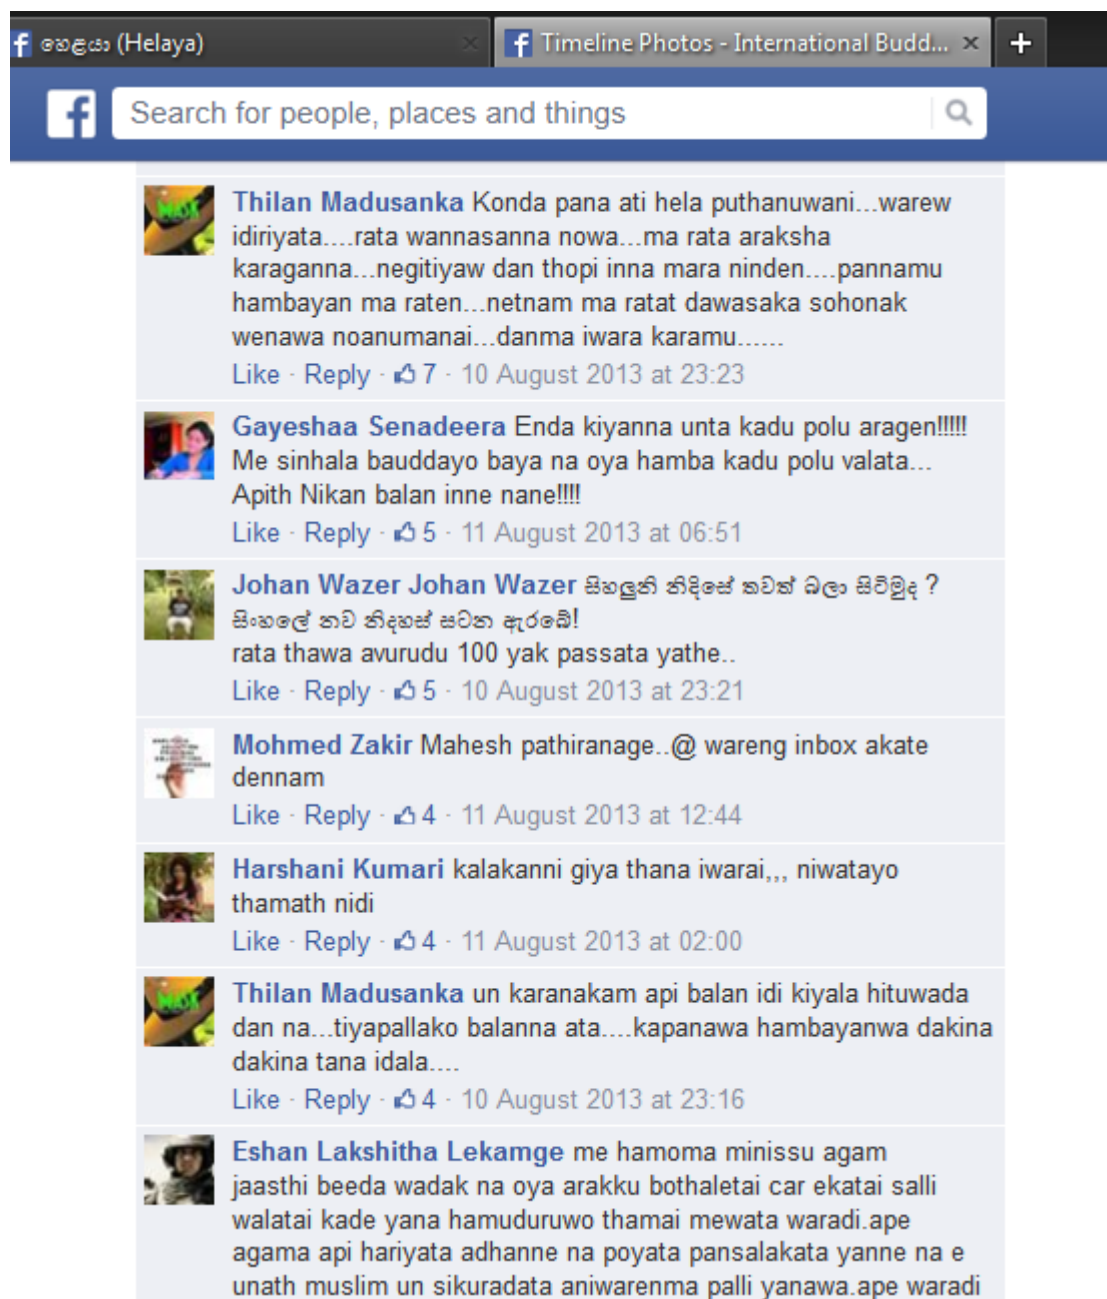 හෙළයා (Helaya)
Timeline Photos - International Budd...
Search for people, places and things
Thilan Madusanka Konda pana ati hela puthanuwani...warew
idiriyata....rata wannasanna nowa...ma rata araksha
karaganna...negitiyaw dan thopi inna mara ninden....pannamu
hambayan ma raten...netnam ma ratat dawasaka sohonak
wenawa noanumanai...danma iwara karamu......
Like · Reply · 7 · 10 August 2013 at 23:23
Gayeshaa Senadeera Enda kiyanna unta kadu polu aragen!!!!!
Me sinhala bauddayo baya na oya hamba kadu polu valata...
Apith Nikan balan inne nane!!!!
Like · Reply · 5 · 11 August 2013 at 06:51
Johan Wazer Johan Wazer සිහලුනි නිදිසේ තවත් බලා සිටිමුද ?
සිංහලේ නව නිදහස් සටන ඇරඹේ!
rata thawa avurudu 100 yak passata yathe..
Like · Reply · 5 · 10 August 2013 at 23:21
Mohmed Zakir Mahesh pathiranage..@ wareng inbox akate
dennam
Like · Reply · 4 · 11 August 2013 at 12:44
Harshani Kumari kalakanni giya thana iwarai,,, niwatayo
thamath nidi
Like · Reply · 4 · 11 August 2013 at 02:00
Thilan Madusanka un karanakam api balan idi kiyala hituwada
dan na...tiyapallako balanna ata....kapanawa hambayanwa dakina
dakina tana idala....
Like · Reply · 4 · 10 August 2013 at 23:16
Eshan Lakshitha Lekamge me hamoma minissu agam
jaasthi beeda wadak na oya arakku bothaletai car ekatai salli
walatai kade yana hamuduruwo thamai mewata waradi.ape
agama api hariyata adhanne na poyata pansalakata yanne na e
unath muslim un sikuradata aniwarenma palli yanawa.ape waradi